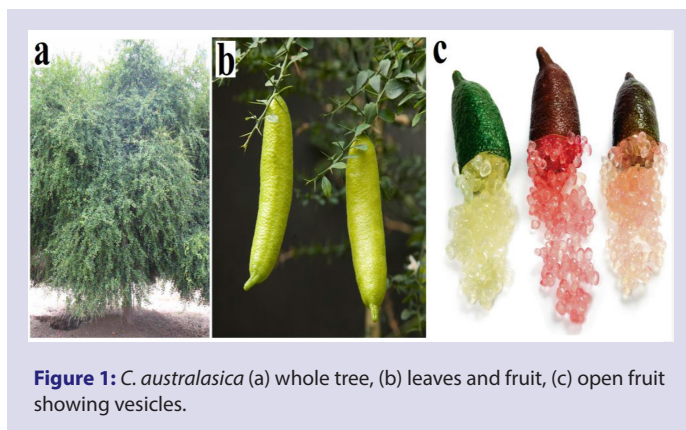 a
b
c
Figure 1: C. australasica (a) whole tree, (b) leaves and fruit, (c) open fruit
showing vesicles.